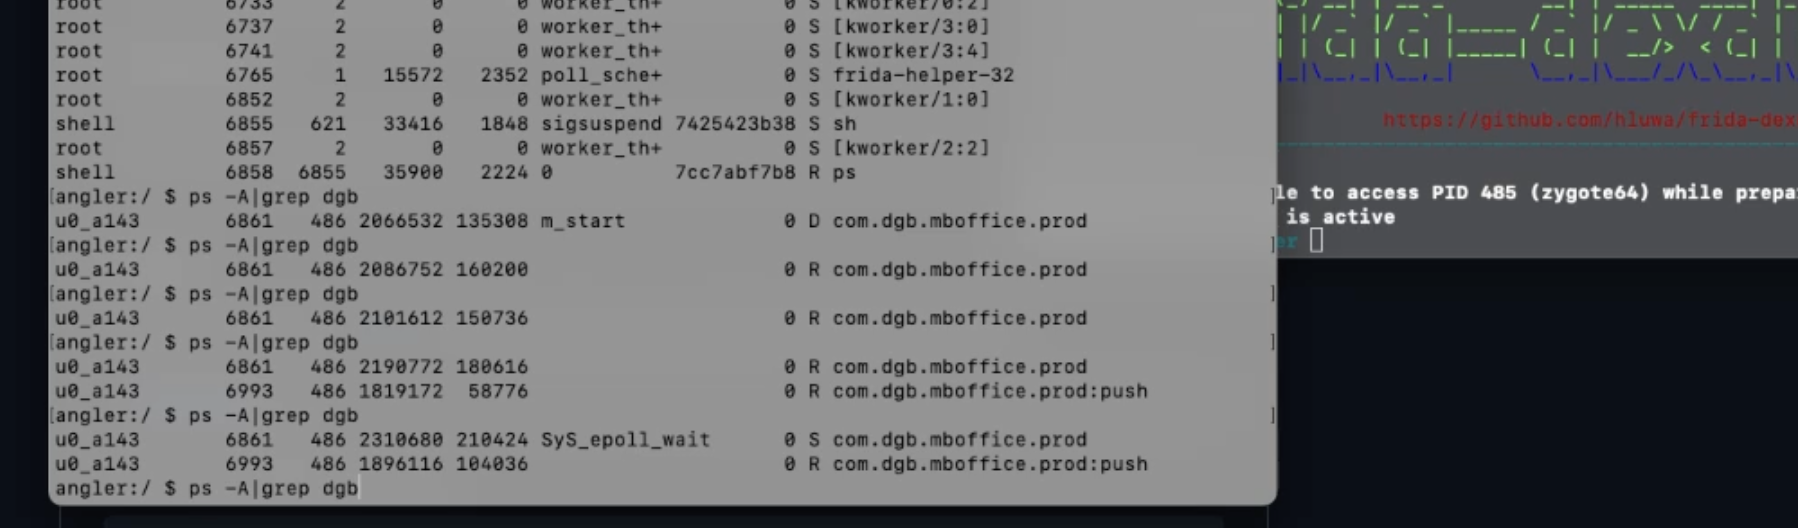 root 6733 2 0 0 worker_th+ 0 S [kworker/0:2]
root 6737 2 0 0 worker_th+ 0 S [kworker/3:0]
root 6741 2 0 0 worker_th+ 0 S [kworker/3:4]
root 6765 1 15572 2352 poll_sche+ 0 S frida-helper-32
root 6852 2 0 0 worker_th+ 0 S [kworker/1:0]
shell 6855 621 33416 1848 sigsuspend 7425423b38 S sh
root 6857 2 0 0 worker_th+ 0 S [kworker/2:2]
shell 6858 6855 35900 2224 0 7cc7abf7b8 R ps
[angler:/ $ ps -A|grep dgb ]
u0_a143 6861 486 2066532 135308 m_start 0 D com.dgb.mboffice.prod
[angler:/ $ ps -A|grep dgb ]
u0_a143 6861 486 2086752 160200 0 R com.dgb.mboffice.prod
[angler:/ $ ps -A|grep dgb ]
u0_a143 6861 486 2101612 150736 0 R com.dgb.mboffice.prod
[angler:/ $ ps -A|grep dgb ]
u0_a143 6861 486 2190772 180616 0 R com.dgb.mboffice.prod
u0_a143 6993 486 1819172 58776 0 R com.dgb.mboffice.prod:push
[angler:/ $ ps -A|grep dgb ]
u0_a143 6861 486 2310680 210424 SyS_epoll_wait 0 S com.dgb.mboffice.prod
u0_a143 6993 486 1896116 104036 0 R com.dgb.mboffice.prod:push
angler:/ $ ps -A|grep dgb
https://github.com/hluwa/frida-dex
le to access PID 485 (zygote64) while prepa
is active
er